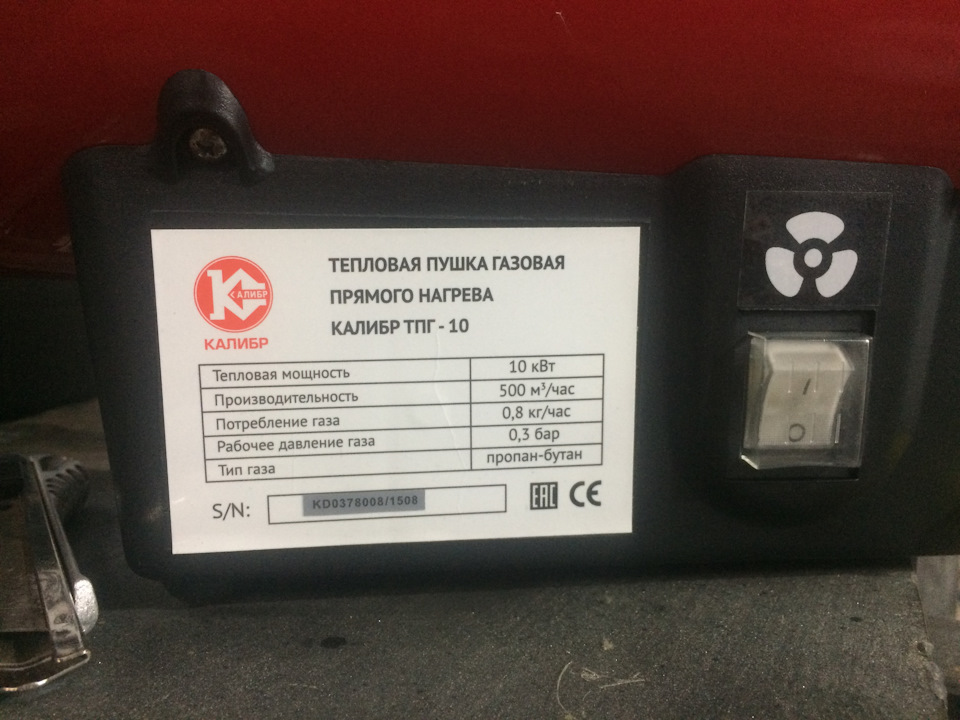 КАЛИБР
КАЛИБР
ТЕПЛОВАЯ ПУШКА ГАЗОВАЯ
ПРЯМОГО НАГРЕВА
КАЛИБР ТПГ - 10
Тепловая мощность 10 кВт
Производительность 500 м³/час
Потребление газа 0,8 кг/час
Рабочее давление газа 0,3 бар
Тип газа пропан-бутан
S/N: KD0378008/1508 EAC CE
I
O